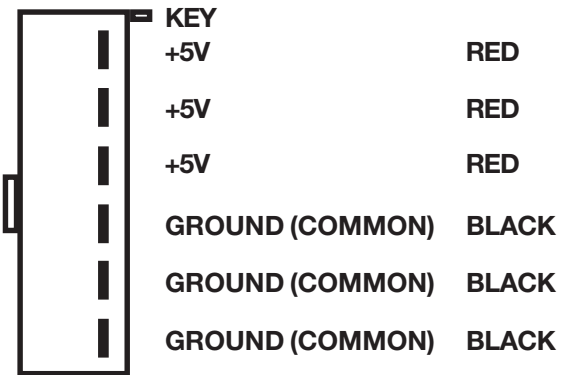 KEY
+5V RED
+5V RED
+5V RED
GROUND (COMMON) BLACK
GROUND (COMMON) BLACK
GROUND (COMMON) BLACK